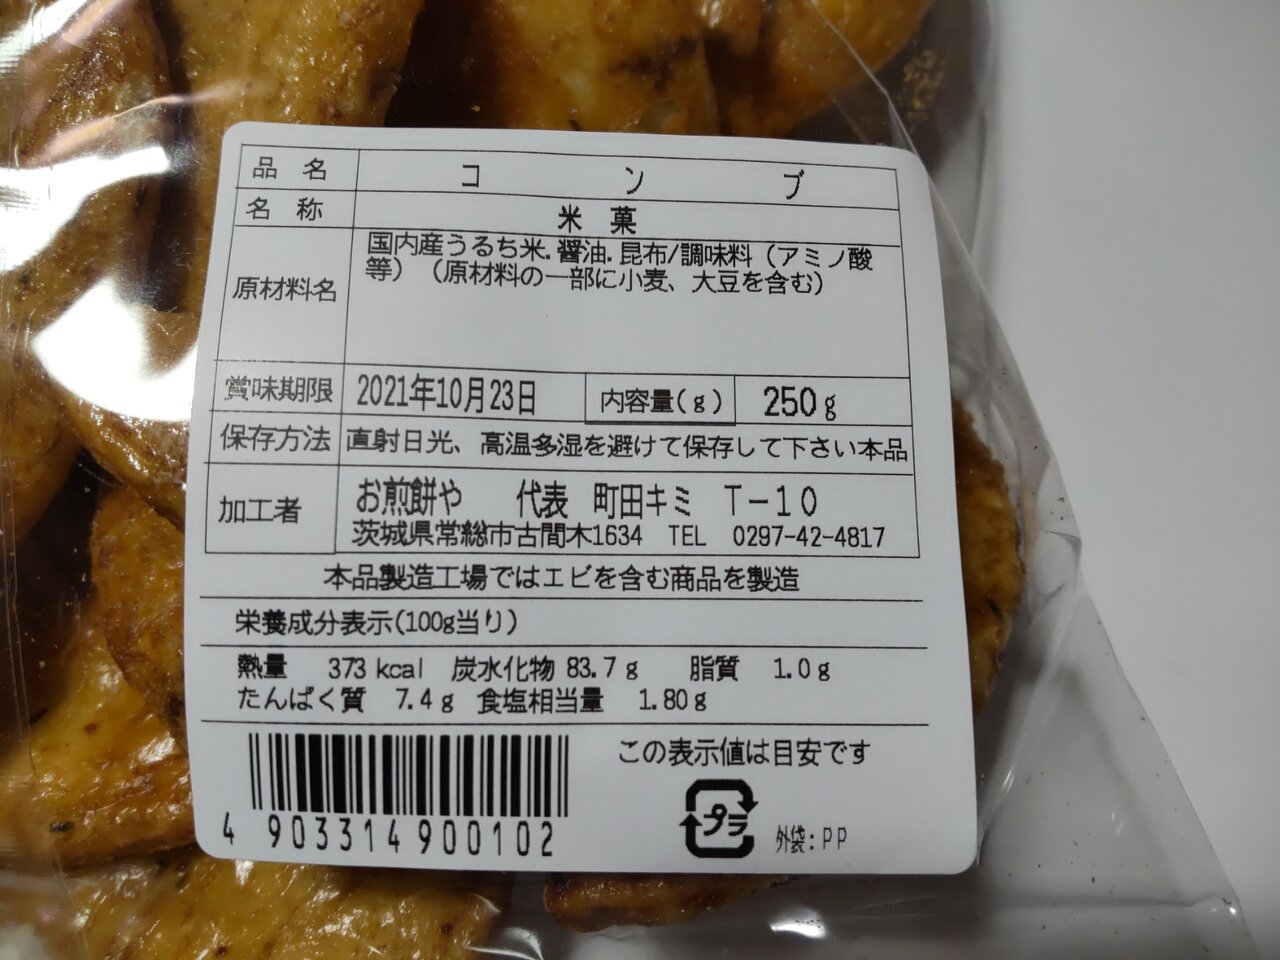 品名 コンブ
名称 米菓
原材料名 国内産うるち米.醤油.昆布/調味料（アミノ酸
等）（原材料の一部に小麦、大豆を含む）
賞味期限 2021年10月23日 内容量(g) 250g
保存方法 直射日光、高温多湿を避けて保存して下さい本品
加工者 お煎餅や 代表 町田キミ T-10
茨城県常総市古間木1634 TEL 0297-42-4817
本品製造工場ではエビを含む商品を製造
栄養成分表示(100g当り)
熱量 373 kcal 炭水化物 83.7g 脂質 1.0g
たんぱく質 7.4g 食塩相当量 1.80g
この表示値は目安です
プラ
外袋:PP
4903314900102